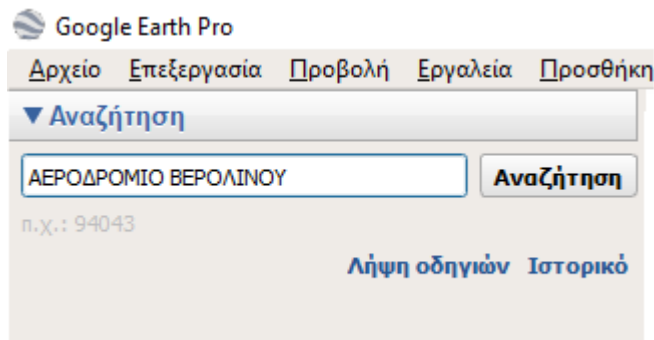 Google Earth Pro
Αρχείο Επεξεργασία Προβολή Εργαλεία Προσθήκη
Αναζήτηση
ΑΕΡΟΔΡΟΜΙΟ ΒΕΡΟΛΙΝΟΥ Αναζήτηση
π.χ.: 94043
Λήψη οδηγιών Ιστορικό